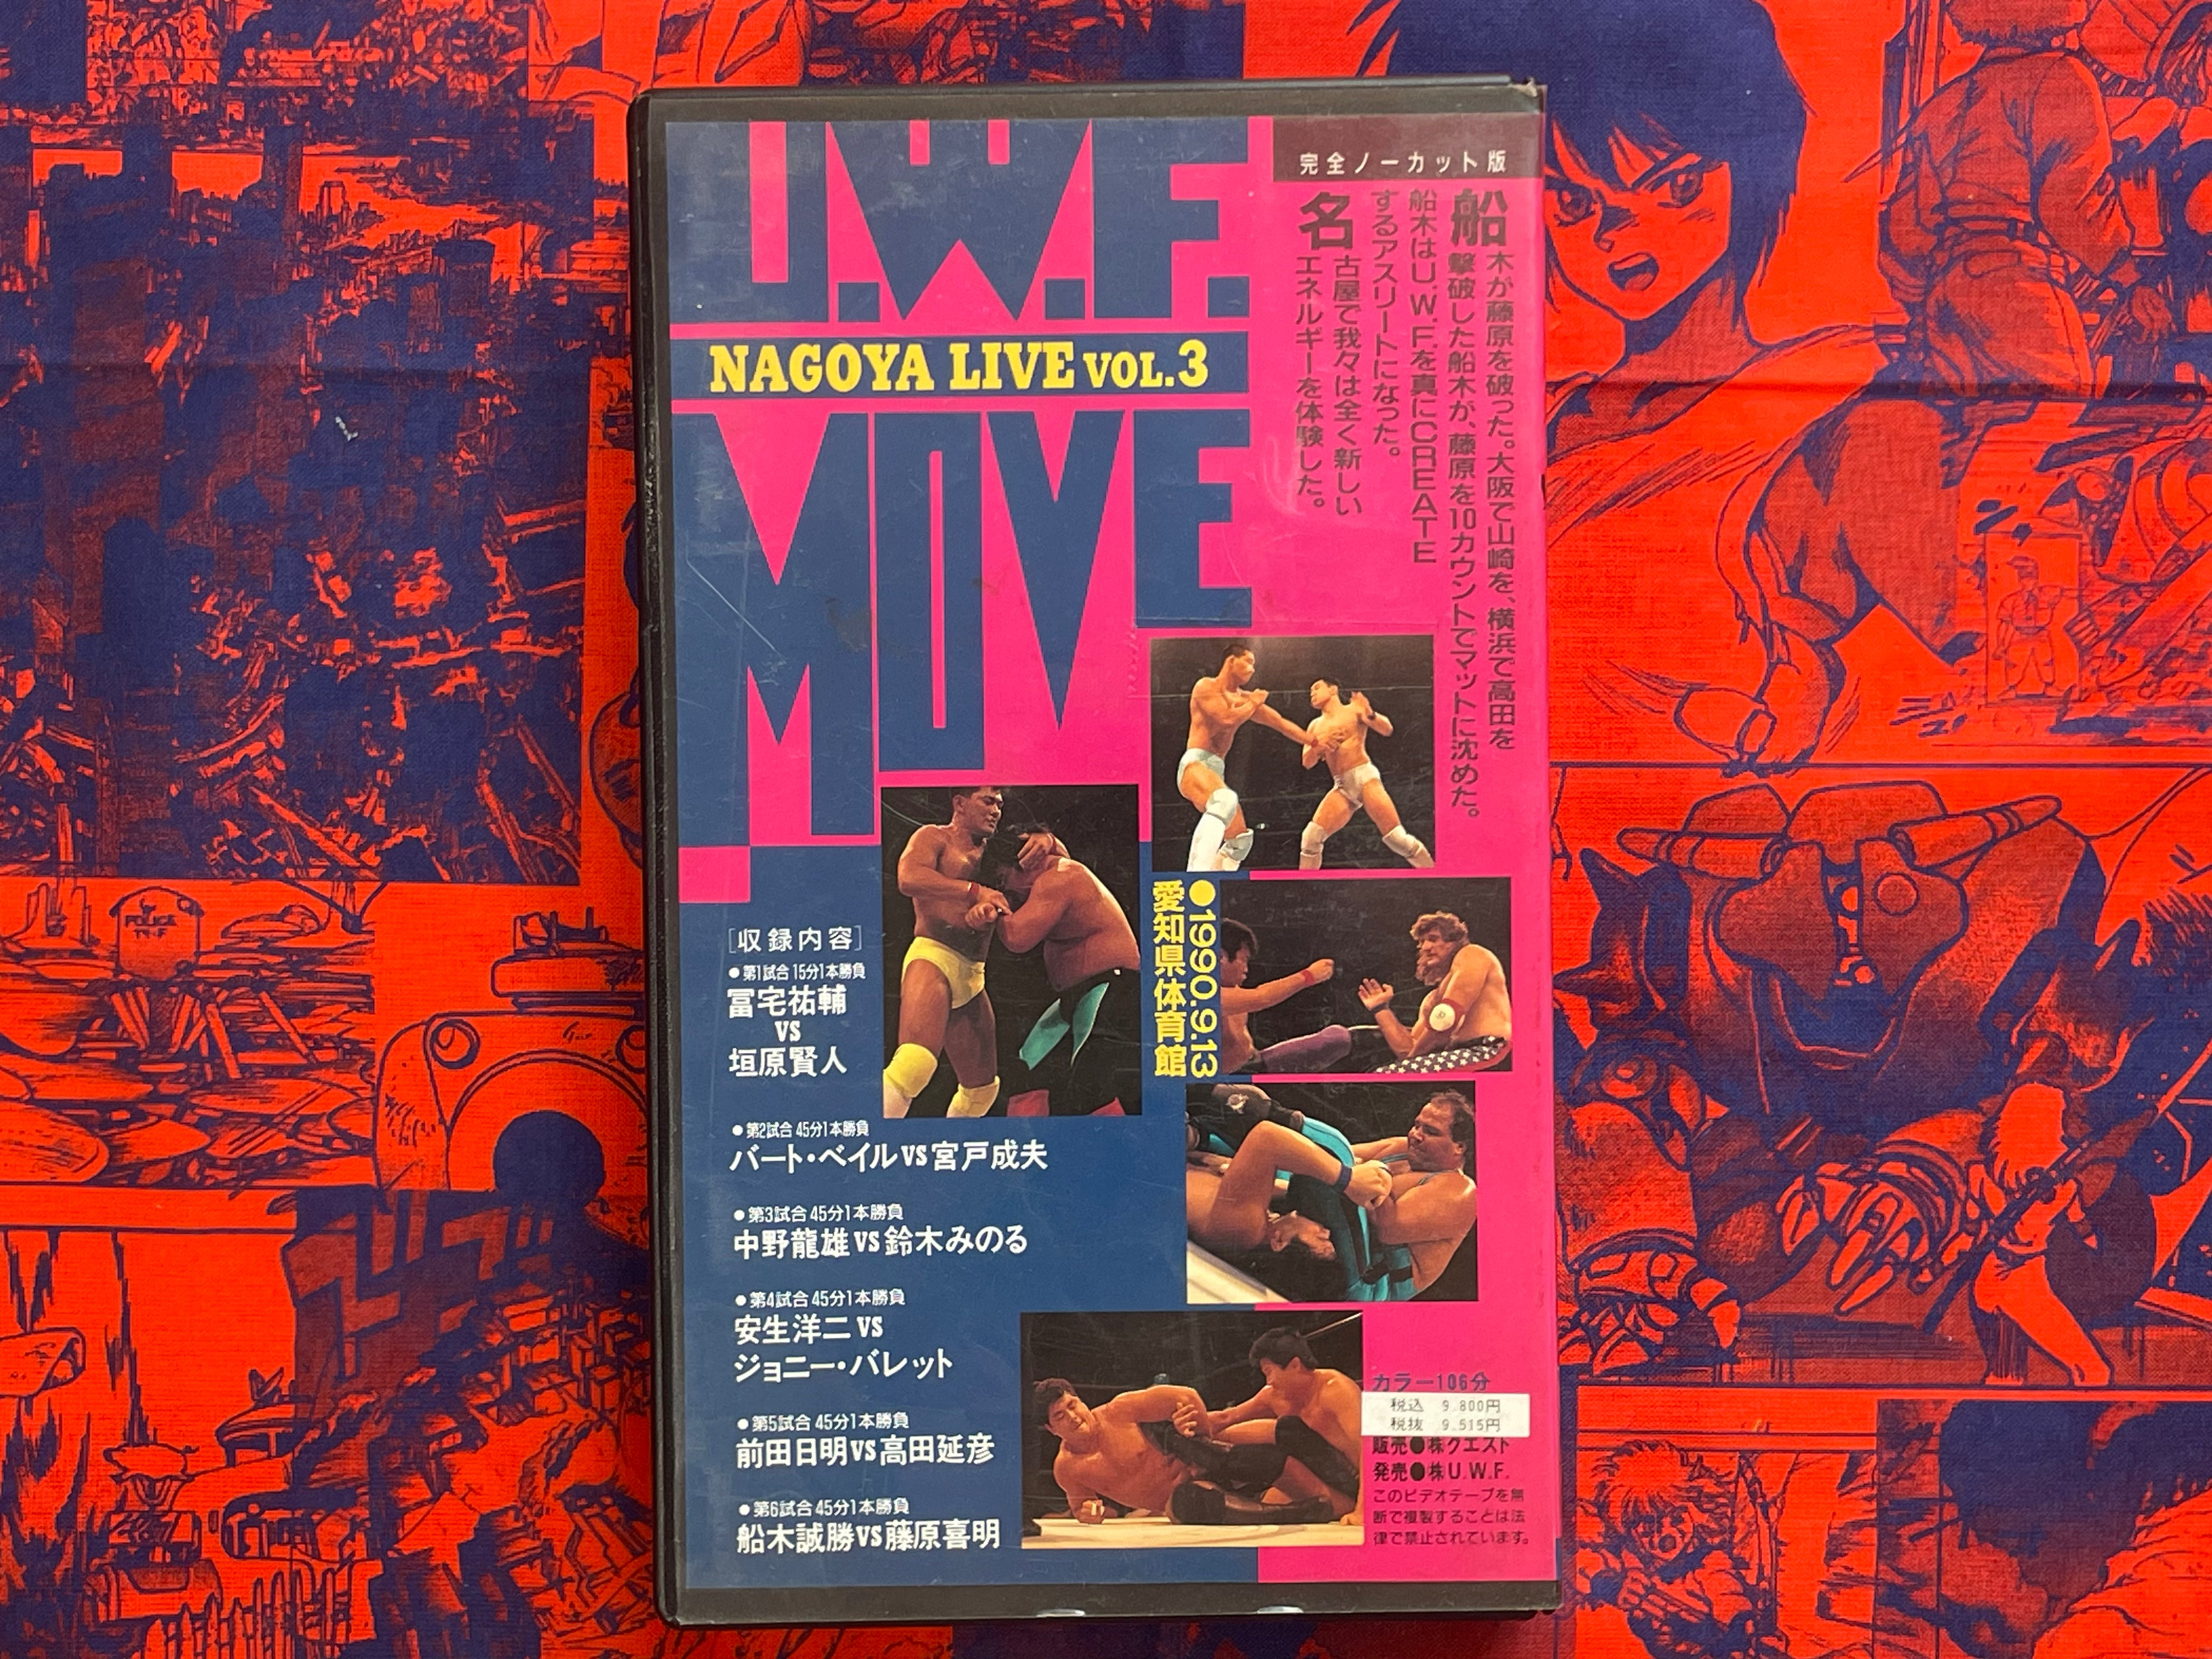 U.W.F.
NAGOYA LIVE VOL.3
MOVE
完全ノーカット版
船木が藤原を破った。大阪で山崎を、横浜で高田を
撃破した船木が、藤原を10カウントでマットに沈めた。
船木はU.W.F.を真にCREATE
するアスリートになった。
名古屋で我々は全く新しい
エネルギーを体験した。
●1990.9.13
愛知県体育館
[収録内容]
●第1試合 15分1本勝負
冨宅祐輔
VS
垣原賢人
●第2試合 45分1本勝負
バート・ベイルVS宮戸成夫
●第3試合 45分1本勝負
中野龍雄VS鈴木みのる
●第4試合 45分1本勝負
安生洋二VS
ジョニー・バレット
●第5試合 45分1本勝負
前田日明VS高田延彦
●第6試合 45分1本勝負
船木誠勝VS藤原喜明
カラー106分
税込 9,800円
税抜 9,515円
販売●株クエスト
発売●株U.W.F.
このビデオテープを無
断で複製することは法
律で禁止されています。
POLICE